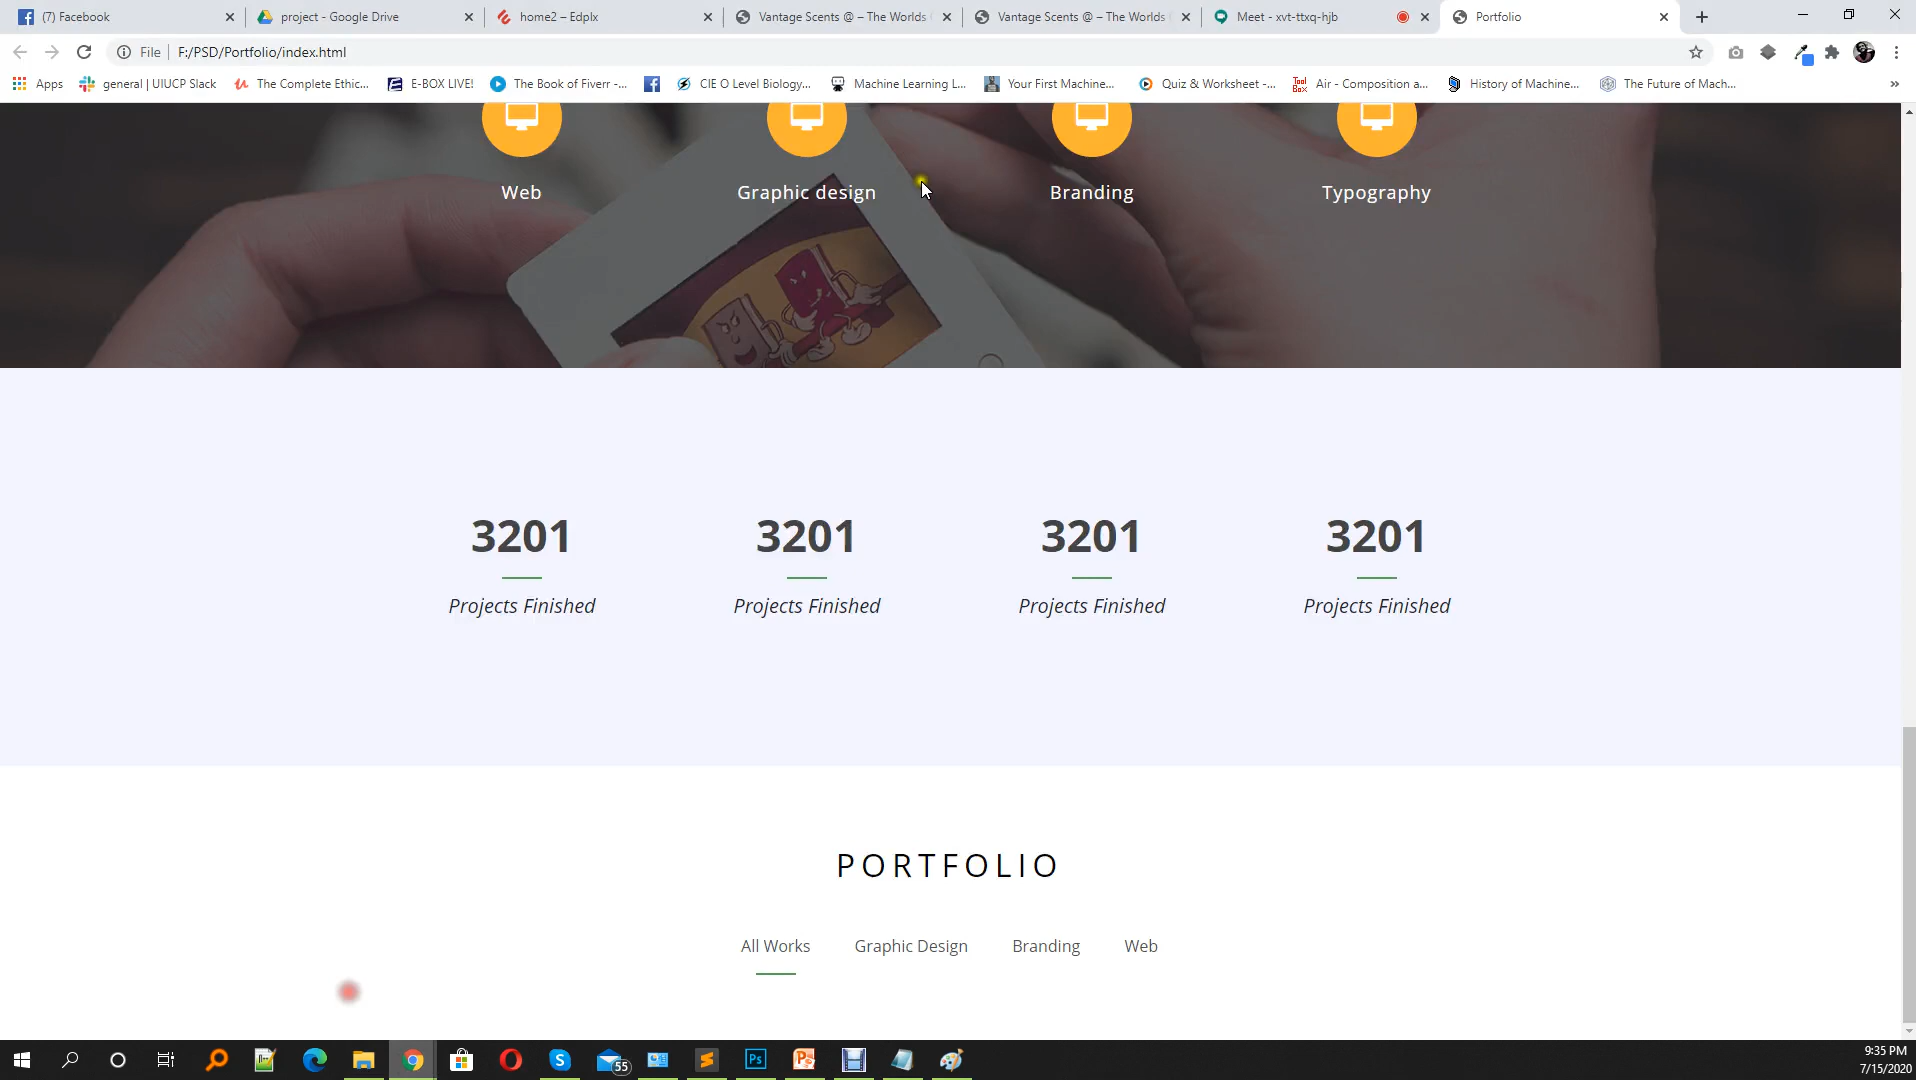 (7) Facebook
project - Google Drive
home2 – Edplx
Vantage Scents @ – The Worlds
Vantage Scents @ – The Worlds
Meet - xvt-ttxq-hjb
Portfolio
File
F:/PSD/Portfolio/index.html
Apps
general | UIUCP Slack
The Complete Ethic...
E-BOX LIVE!
The Book of Fiverr -...
CIE O Level Biology...
Machine Learning L...
Your First Machine...
Quiz & Worksheet -...
Tool Box
Air - Composition a...
History of Machine...
The Future of Mach...
»
Web
Graphic design
Branding
Typography
3201
3201
3201
3201
Projects Finished
Projects Finished
Projects Finished
Projects Finished
PORTFOLIO
All Works
Graphic Design
Branding
Web
55
9:35 PM
7/15/2020